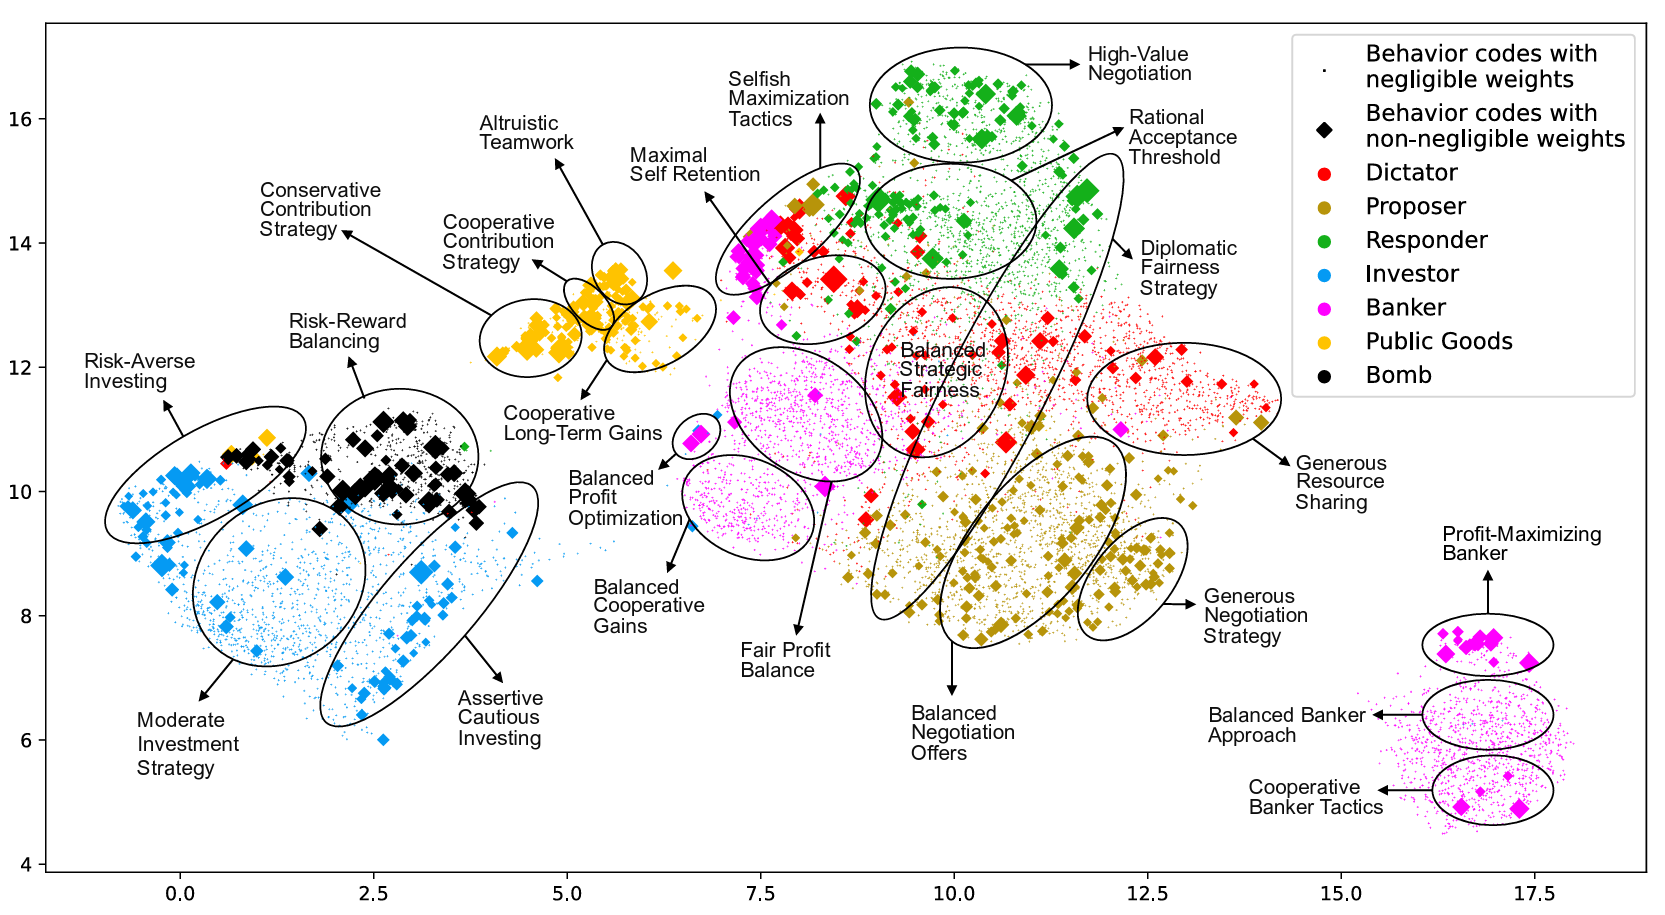 High-Value
Negotiation
Selfish
Maximization
Tactics
Altruistic
Teamwork
Rational
Acceptance
Threshold
Maximal
Self Retention
Conservative
Contribution
Strategy
Cooperative
Contribution
Strategy
Diplomatic
Fairness
Strategy
Risk-Reward
Balancing
Risk-Averse
Investing
Balanced
Strategic
Fairness
Cooperative
Long-Term Gains
Balanced
Profit
Optimization
Generous
Resource
Sharing
Profit-Maximizing
Banker
Balanced
Cooperative
Gains
Generous
Negotiation
Strategy
Fair Profit
Balance
Assertive
Cautious
Investing
Moderate
Investment
Strategy
Balanced
Negotiation
Offers
Balanced Banker
Approach
Cooperative
Banker Tactics
Behavior codes with
negligible weights
Behavior codes with
non-negligible weights
Dictator
Proposer
Responder
Investor
Banker
Public Goods
Bomb
16
14
12
10
8
6
4
0.0
2.5
5.0
7.5
10.0
12.5
15.0
17.5